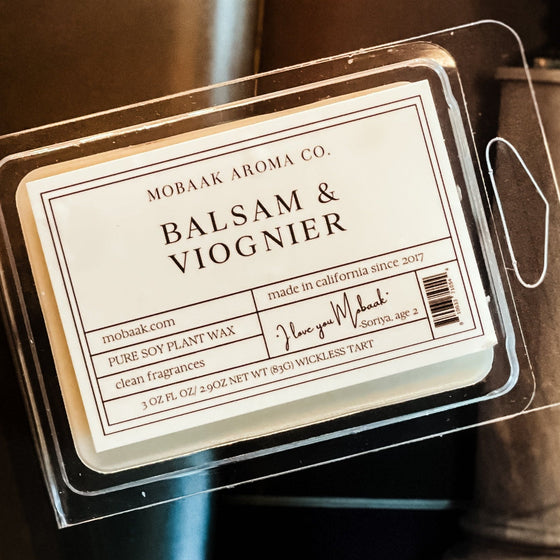 MOBAAK AROMA CO.
BALSAM &
VIOGNIER
mobaak.com
PURE SOY PLANT WAX
clean fragrances
made in california since 2017
"I love you Mobaak"
-Soriya, age 2
3 OZ FL OZ/ 2.9OZ NET WT (83G) WICKLESS TART